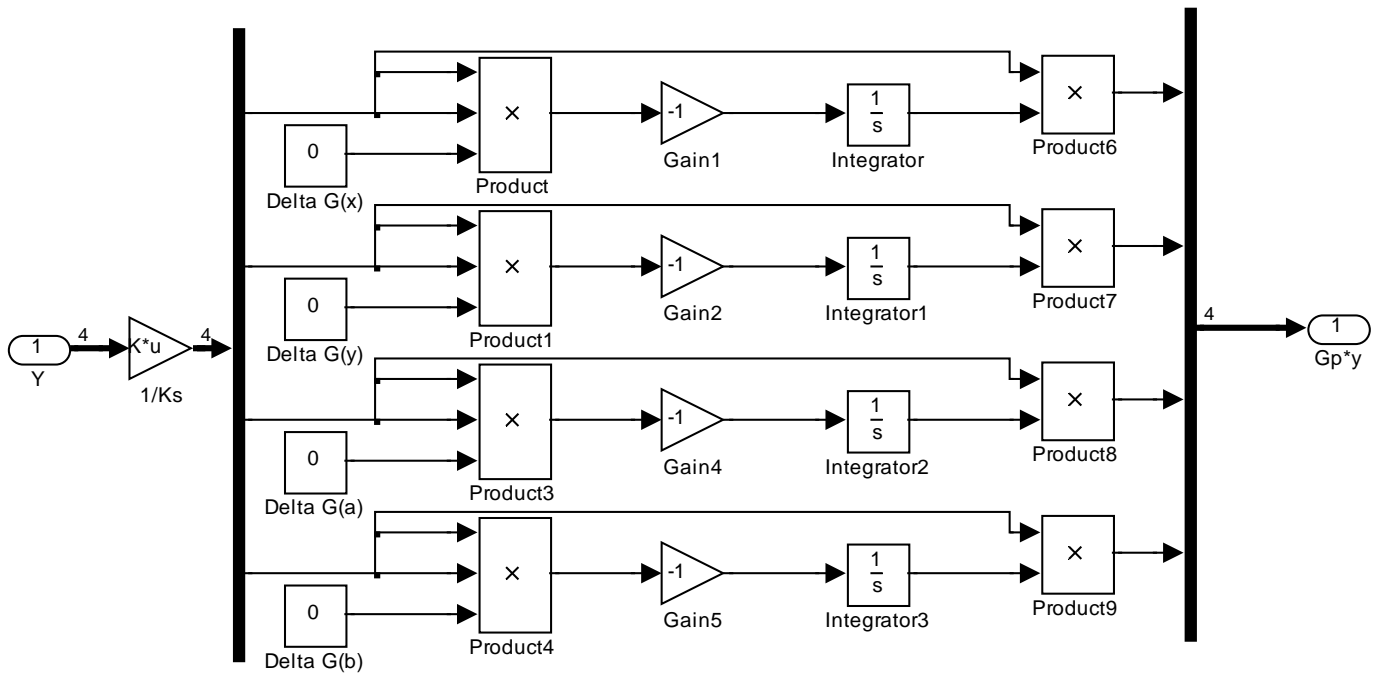 ×
-1
1
s
×
0
Product6
Gain1
Integrator
Product
Delta G(x)
×
-1
1
s
×
0
Product7
Gain2
Integrator1
Product1
Delta G(y)
1
4
K*u
4
4
1
Y
1/Ks
Gp*y
×
-1
1
s
×
0
Product8
Gain4
Integrator2
Product3
Delta G(a)
×
-1
1
s
×
0
Product9
Gain5
Integrator3
Product4
Delta G(b)